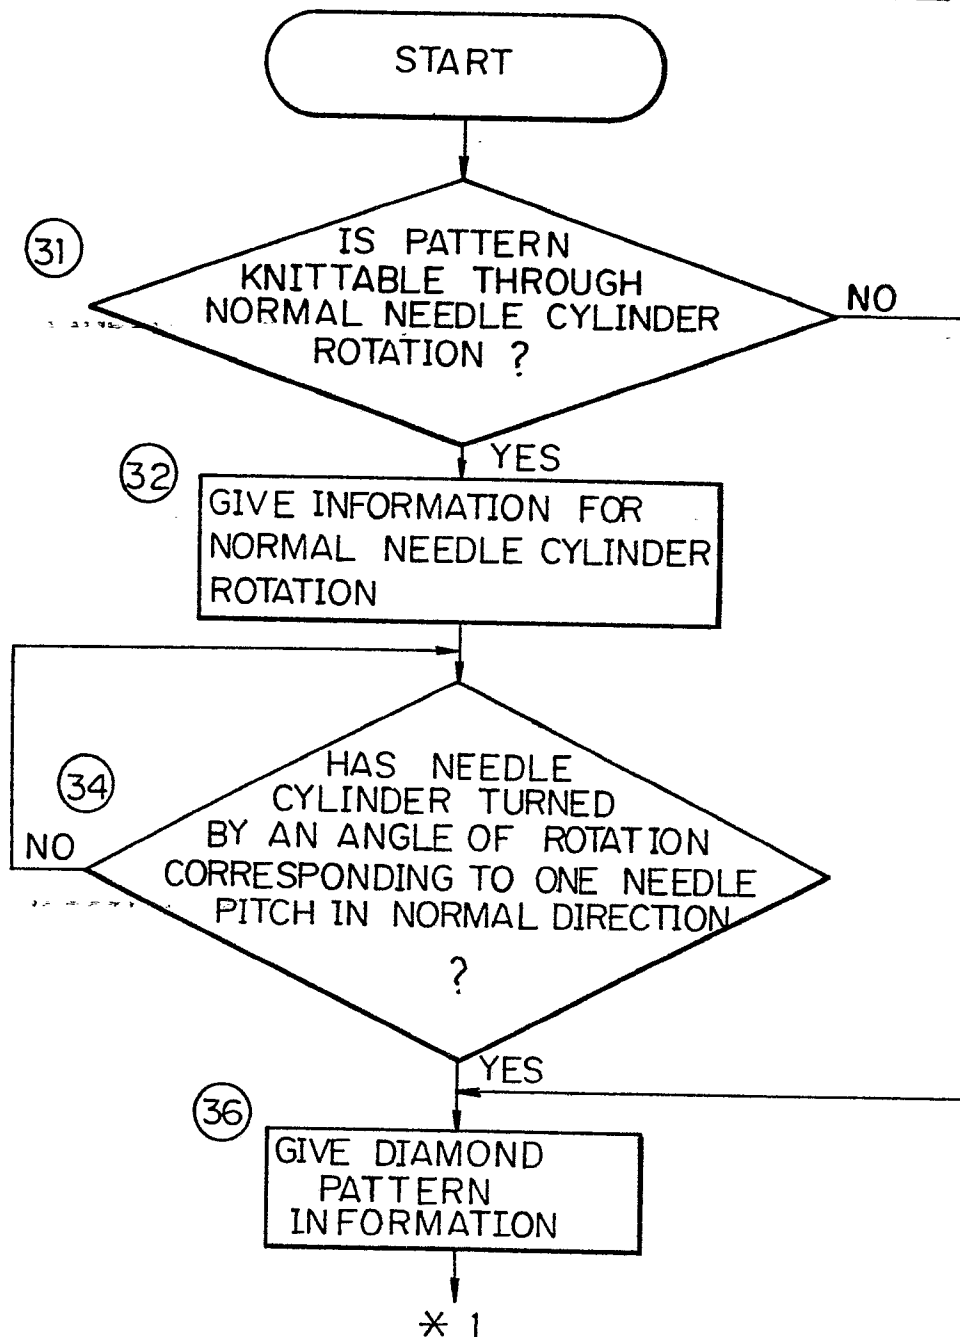 START
31
IS PATTERN
KNITTABLE THROUGH
NORMAL NEEDLE CYLINDER
ROTATION ?
NO
YES
32
GIVE INFORMATION FOR
NORMAL NEEDLE CYLINDER
ROTATION
34
HAS NEEDLE
CYLINDER TURNED
BY AN ANGLE OF ROTATION
CORRESPONDING TO ONE NEEDLE
PITCH IN NORMAL DIRECTION
?
NO
YES
36
GIVE DIAMOND
PATTERN
INFORMATION
* 1